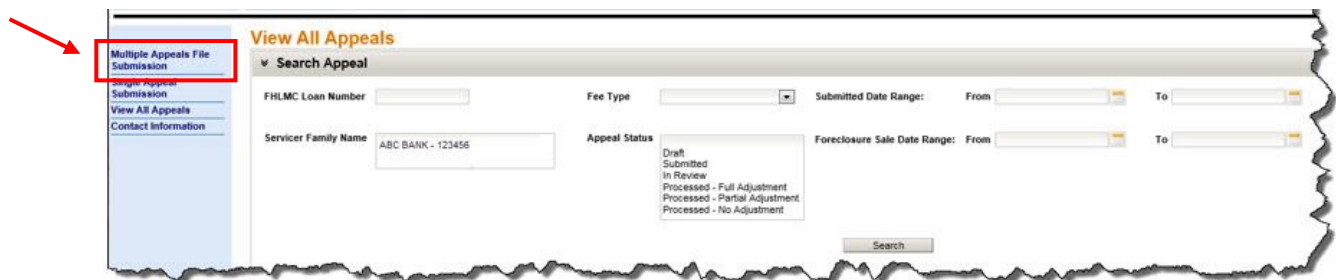 View All Appeals
Multiple Appeals File
Submission
Single Appeal
Submission
View All Appeals
Contact Information
Search Appeal
FHLMC Loan Number
Fee Type
Submitted Date Range: From To
Servicer Family Name
ABC BANK - 123456
Appeal Status
Draft
Submitted
In Review
Processed - Full Adjustment
Processed - Partial Adjustment
Processed - No Adjustment
Foreclosure Sale Date Range: From To
Search